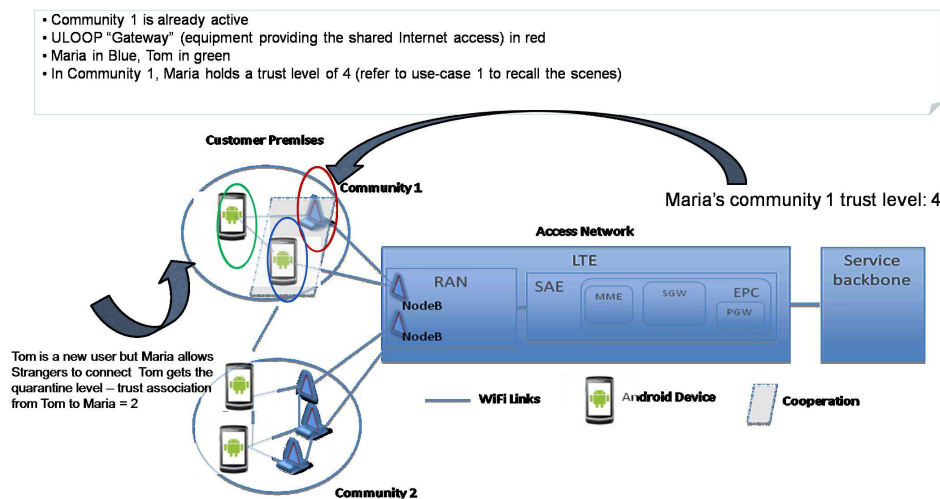 • Community 1 is already active
• ULOOP “Gateway” (equipment providing the shared Internet access) in red
• Maria in Blue, Tom in green
• In Community 1, Maria holds a trust level of 4 (refer to use-case 1 to recall the scenes)
Customer Premises
Community 1
Maria's community 1 trust level: 4
Access Network
LTE
Service
backbone
RAN
SAE
MME
SGW
EPC
PGW
NodeB
NodeB
Tom is a new user but Maria allows
Strangers to connect Tom gets the
quarantine level – trust association
from Tom to Maria = 2
WiFi Links
Android Device
Cooperation
Community 2